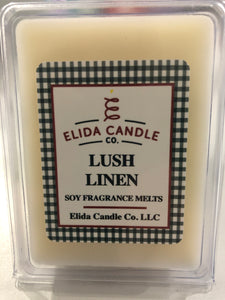 ELIDA CANDLE
CO.
LUSH
LINEN
SOY FRAGRANCE MELTS
Elida Candle Co. LLC